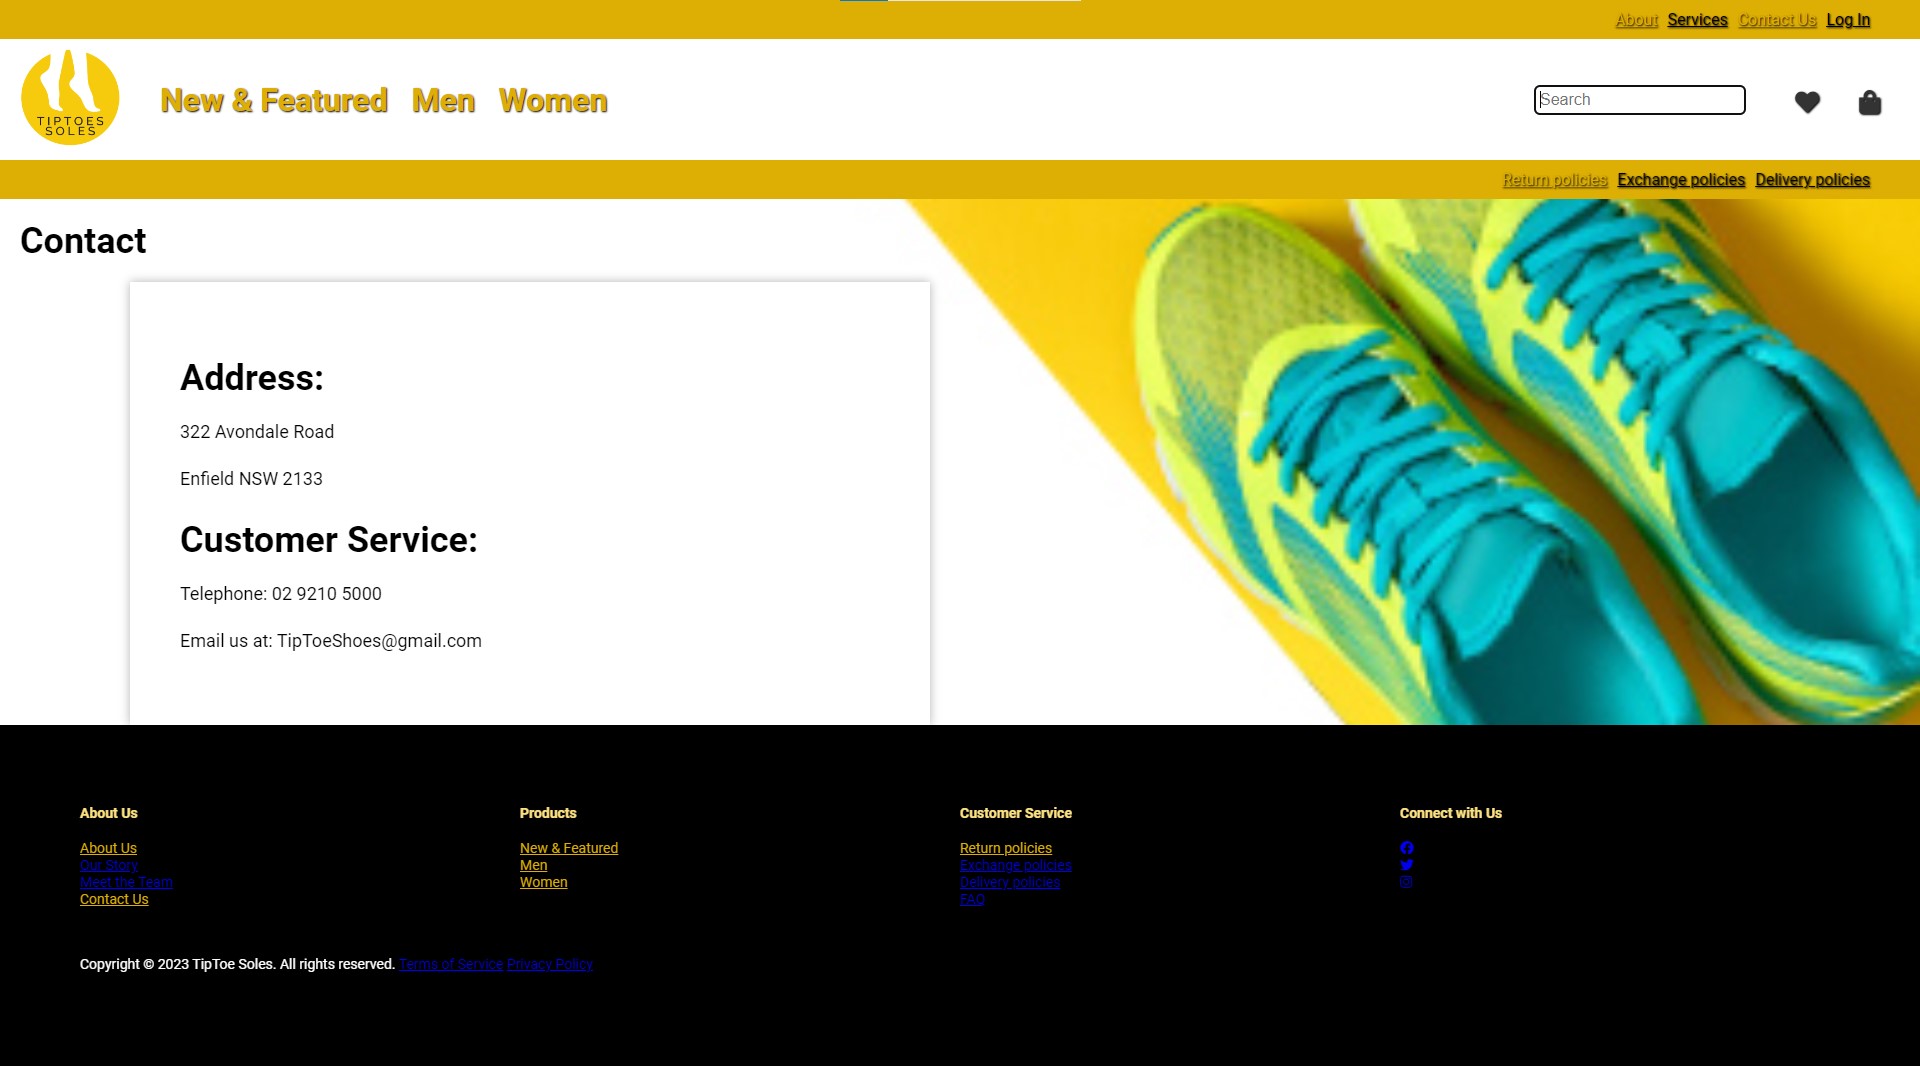 About Services Contact Us Log In
TIPTOES
SOLES
New & Featured Men Women
Search
Return policies Exchange policies Delivery policies
Contact
Address:
322 Avondale Road
Enfield NSW 2133
Customer Service:
Telephone: 02 9210 5000
Email us at: TipToeShoes@gmail.com
About Us
About Us
Our Story
Meet the Team
Contact Us
Products
New & Featured
Men
Women
Customer Service
Return policies
Exchange policies
Delivery policies
FAQ
Connect with Us
Copyright © 2023 TipToe Soles. All rights reserved. Terms of Service Privacy Policy